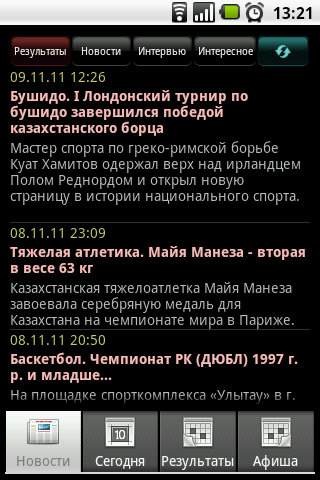 13:21
Результаты
Новости
Интервью
Интересное
09.11.11 12:26
Бушидо. I Лондонский турнир по
бушидо завершился победой
казахстанского борца
Мастер спорта по греко-римской борьбе
Куат Хамитов одержал верх над ирландцем
Полом Реднордом и открыл новую
страницу в истории национального спорта.
08.11.11 23:09
Тяжелая атлетика. Майя Манеза - вторая
в весе 63 кг
Казахстанская тяжелоатлетка Майя Манеза
завоевала серебряную медаль для
Казахстана на чемпионате мира в Париже.
08.11.11 20:50
Баскетбол. Чемпионат РК (ДЮБЛ) 1997 г.
р. и младше...
На площадке спорткомплекса «Улытау» в г.
10
Новости
Сегодня
Результаты
Афиша